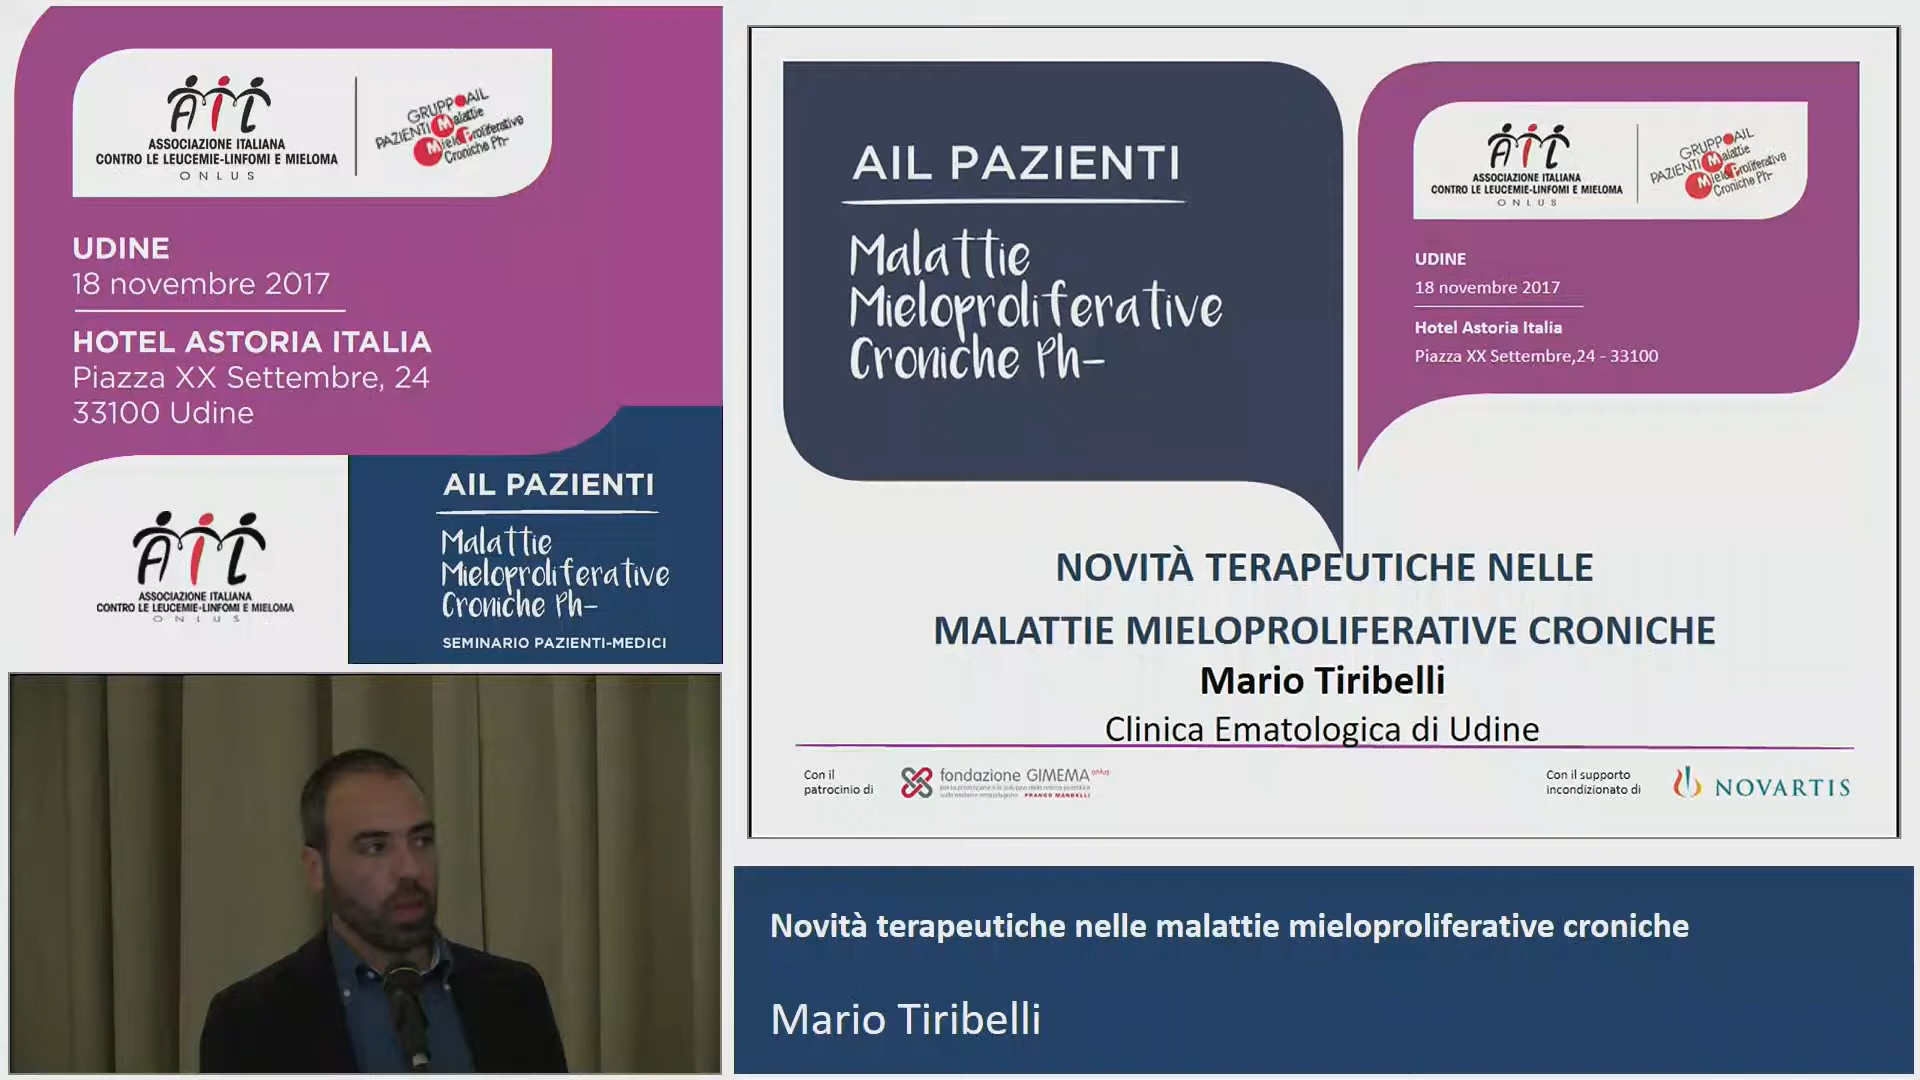 AIL
ASSOCIAZIONE ITALIANA
CONTRO LE LEUCEMIE-LINFOMI E MIELOMA
ONLUS
GRUPPO AIL
PAZIENTI Malattie
MieloProliferative
Croniche Ph-
UDINE
18 novembre 2017
HOTEL ASTORIA ITALIA
Piazza XX Settembre, 24
33100 Udine
AIL
ASSOCIAZIONE ITALIANA
CONTRO LE LEUCEMIE-LINFOMI E MIELOMA
ONLUS
AIL PAZIENTI
Malattie
Mieloproliferative
Croniche Ph-
SEMINARIO PAZIENTI-MEDICI
AIL PAZIENTI
Malattie
Mieloproliferative
Croniche Ph-
AIL
ASSOCIAZIONE ITALIANA
CONTRO LE LEUCEMIE-LINFOMI E MIELOMA
ONLUS
GRUPPO AIL
PAZIENTI Malattie
MieloProliferative
Croniche Ph-
UDINE
18 novembre 2017
Hotel Astoria Italia
Piazza XX Settembre,24 - 33100
NOVITÀ TERAPEUTICHE NELLE
MALATTIE MIELOPROLIFERATIVE CRONICHE
Mario Tiribelli
Clinica Ematologica di Udine
Con il
patrocinio di
fondazione GIMEMA onlus
FRANCO MANDELLI
Con il supporto
incondizionato di
NOVARTIS
Novità terapeutiche nelle malattie mieloproliferative croniche
Mario Tiribelli